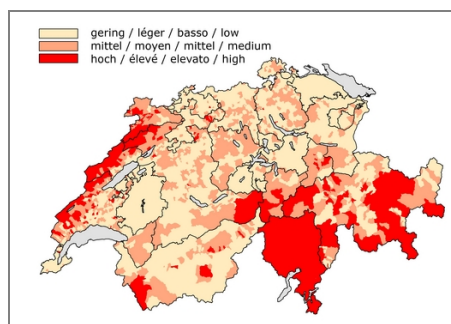 gering / léger / basso / low
mittel / moyen / mittel / medium
hoch / élevé / elevato / high